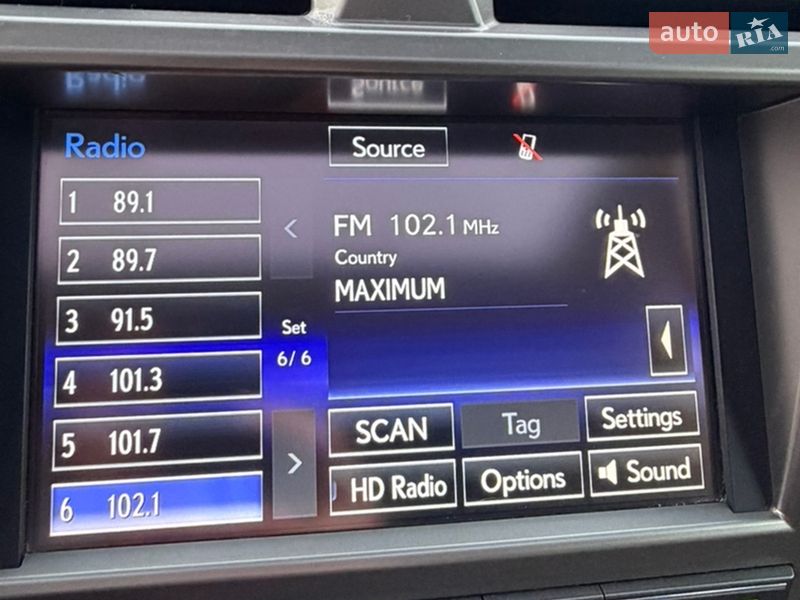 auto RIA .com
Radio
Source
1 89.1
2 89.7
3 91.5
4 101.3
5 101.7
6 102.1
<
Set
6/6
>
FM 102.1 MHz
Country
MAXIMUM
SCAN
Tag
Settings
HD Radio
Options
Sound